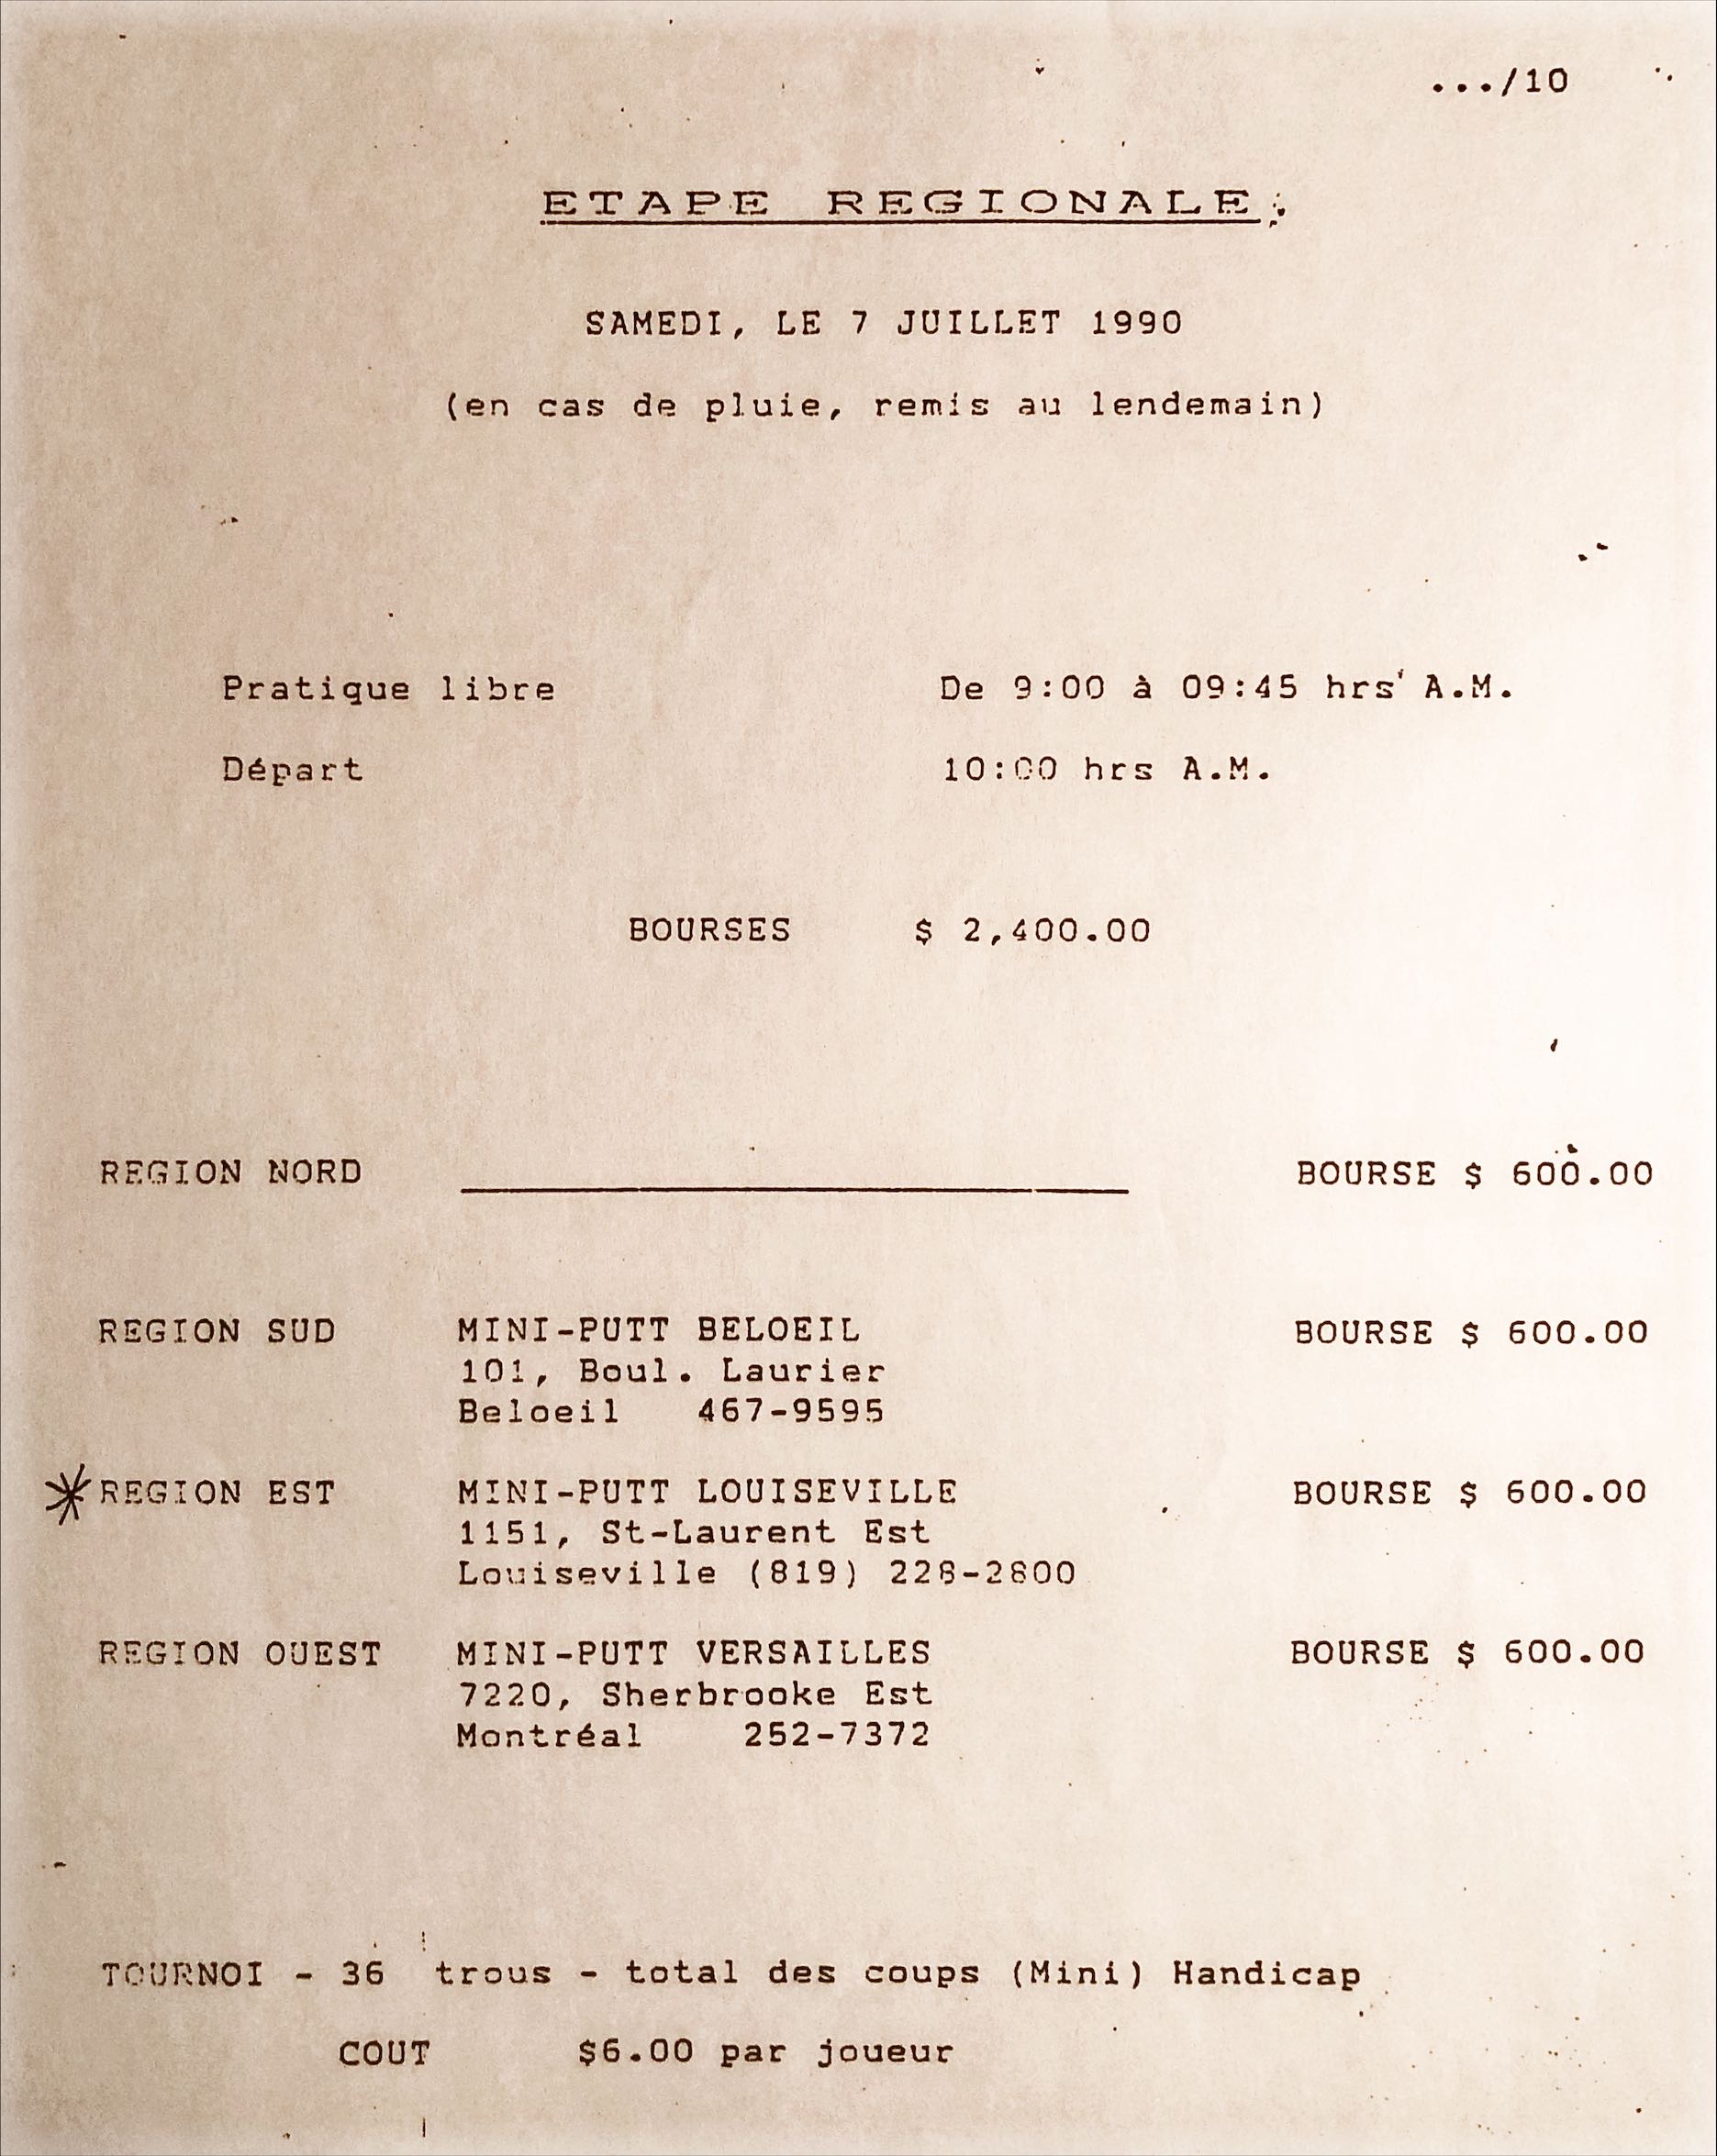 .../10
ETAPE REGIONALE
SAMEDI, LE 7 JUILLET 1990
(en cas de pluie, remis au lendemain)
Pratique libre De 9:00 à 09:45 hrs A.M.
Départ 10:00 hrs A.M.
BOURSES $ 2,400.00
REGION NORD ____________________ BOURSE $ 600.00
REGION SUD MINI-PUTT BELOEIL BOURSE $ 600.00
101, Boul. Laurier
Beloeil 467-9595
* REGION EST MINI-PUTT LOUISEVILLE BOURSE $ 600.00
1151, St-Laurent Est
Louiseville (819) 228-2800
REGION OUEST MINI-PUTT VERSAILLES BOURSE $ 600.00
7220, Sherbrooke Est
Montréal 252-7372
TOURNOI - 36 trous - total des coups (Mini) Handicap
COUT $6.00 par joueur